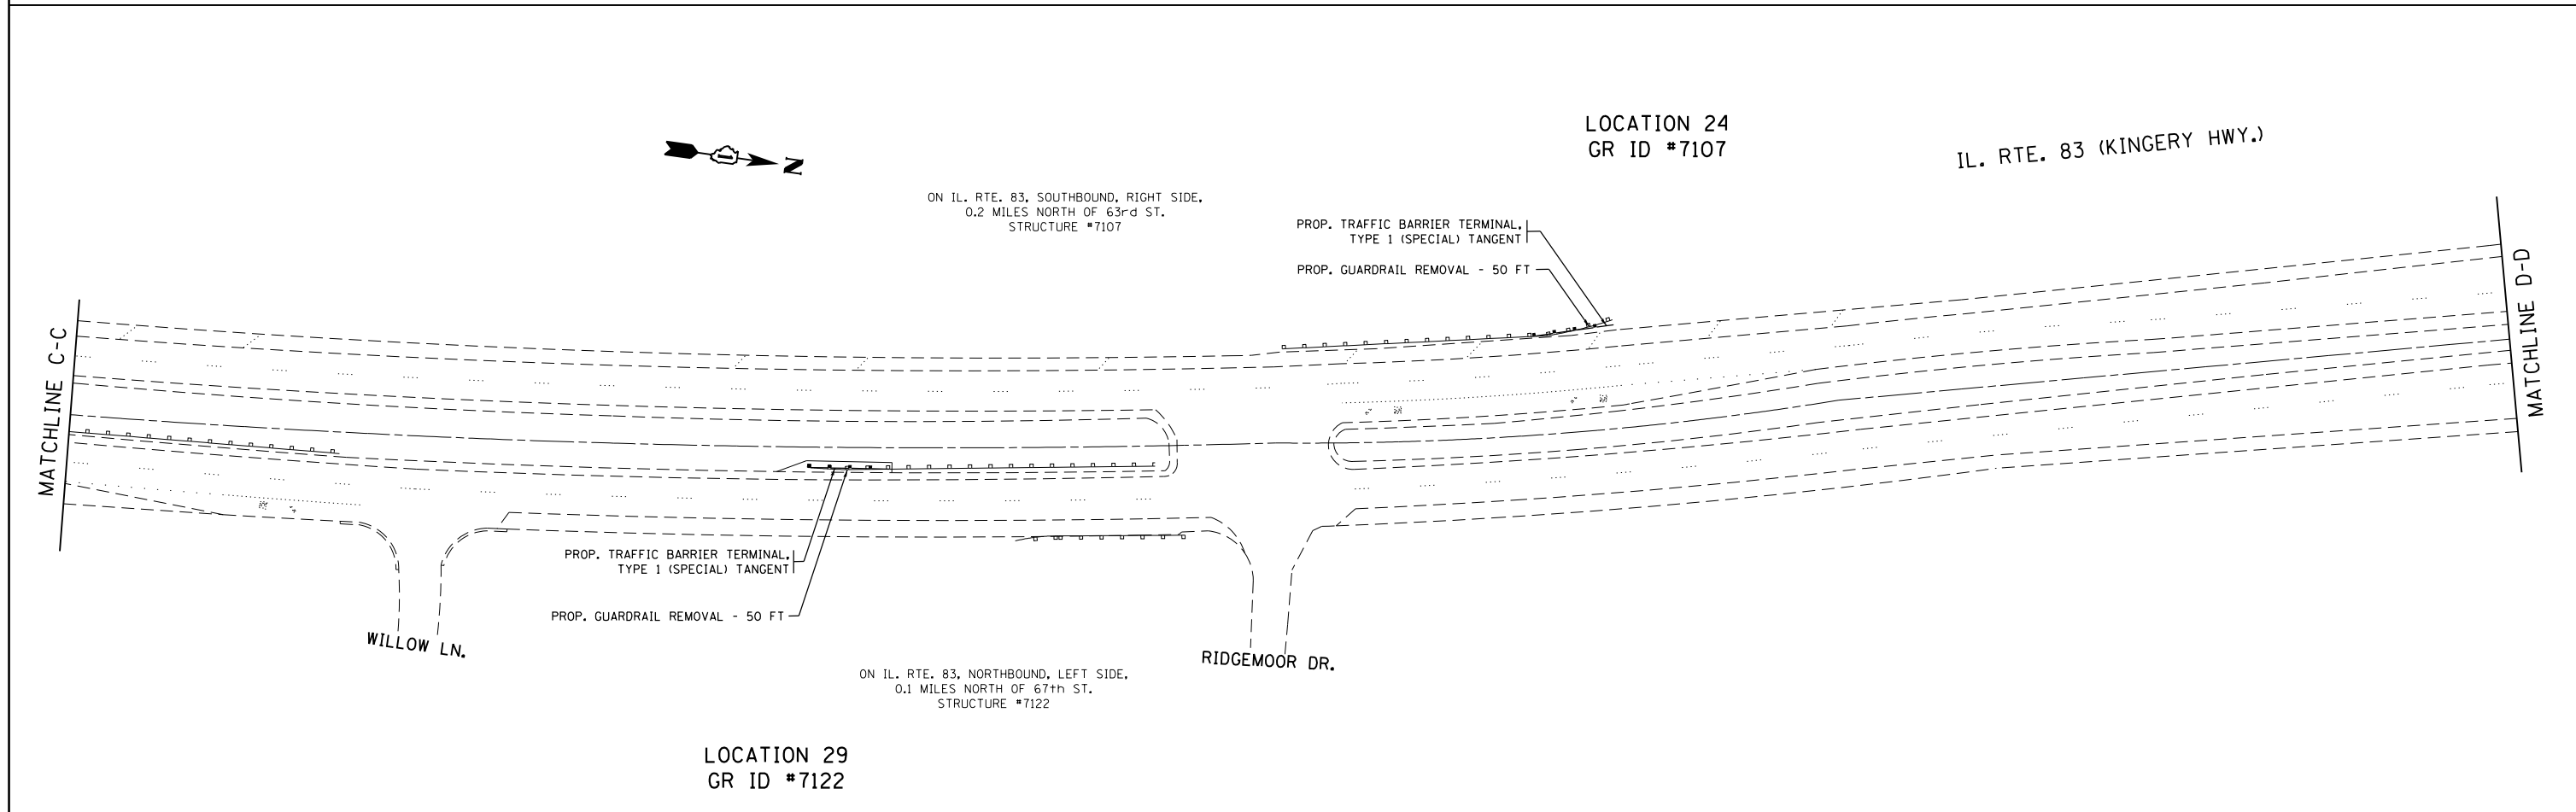 LOCATION 24
GR ID #7107
IL. RTE. 83 (KINGERY HWY.)
N
ON IL. RTE. 83, SOUTHBOUND, RIGHT SIDE,
0.2 MILES NORTH OF 63rd ST.
STRUCTURE #7107
PROP. TRAFFIC BARRIER TERMINAL,
TYPE 1 (SPECIAL) TANGENT
PROP. GUARDRAIL REMOVAL - 50 FT
MATCHLINE C-C
MATCHLINE D-D
PROP. TRAFFIC BARRIER TERMINAL,
TYPE 1 (SPECIAL) TANGENT
PROP. GUARDRAIL REMOVAL - 50 FT
WILLOW LN.
RIDGEMOOR DR.
ON IL. RTE. 83, NORTHBOUND, LEFT SIDE,
0.1 MILES NORTH OF 67th ST.
STRUCTURE #7122
LOCATION 29
GR ID #7122